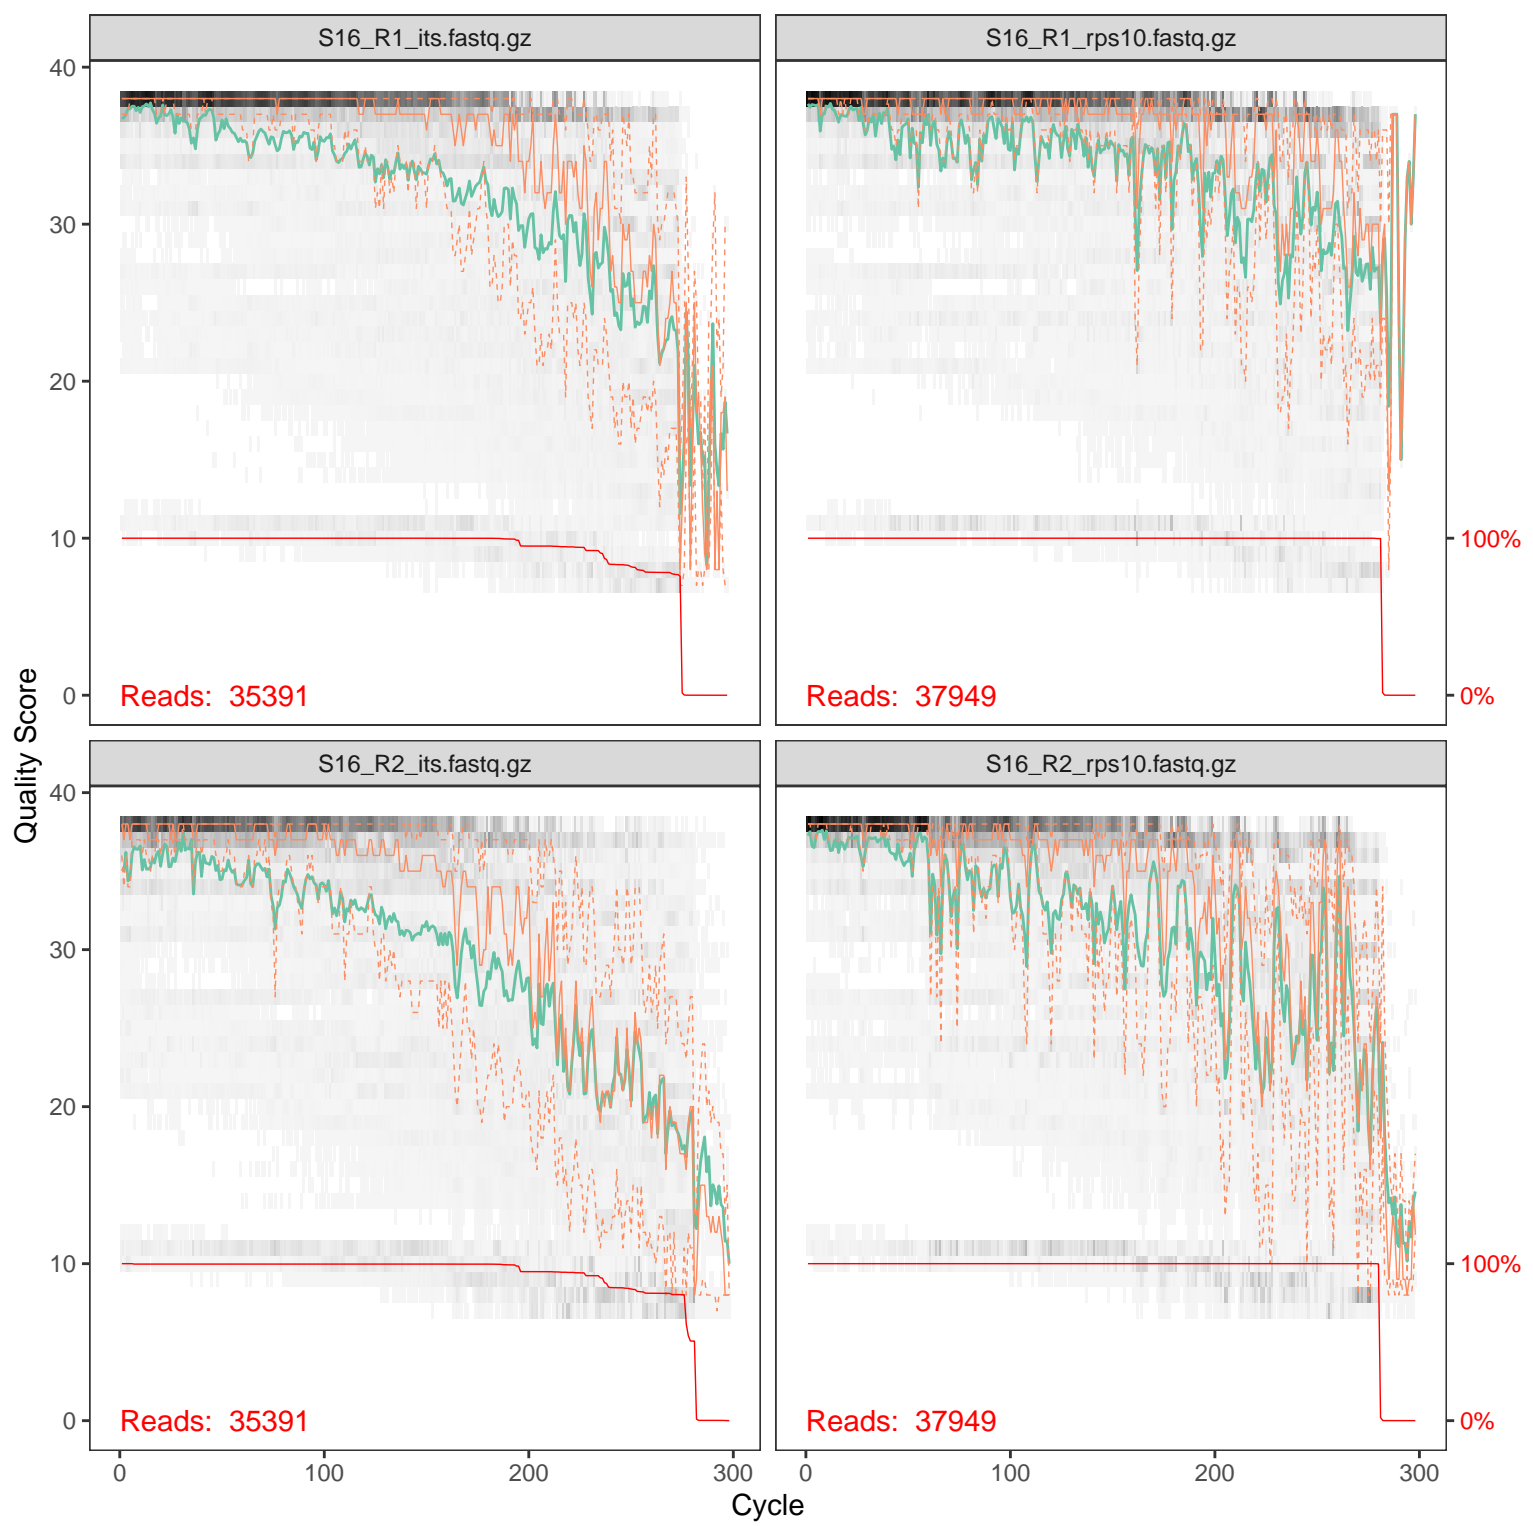 S16_R1_its.fastq.gz
S16_R1_rps10.fastq.gz
40
30
20
10
0
100%
0%
Reads:  35391
Reads:  37949
Quality Score
S16_R2_its.fastq.gz
S16_R2_rps10.fastq.gz
40
30
20
10
0
100%
0%
Reads:  35391
Reads:  37949
0
100
200
300
0
100
200
300
Cycle